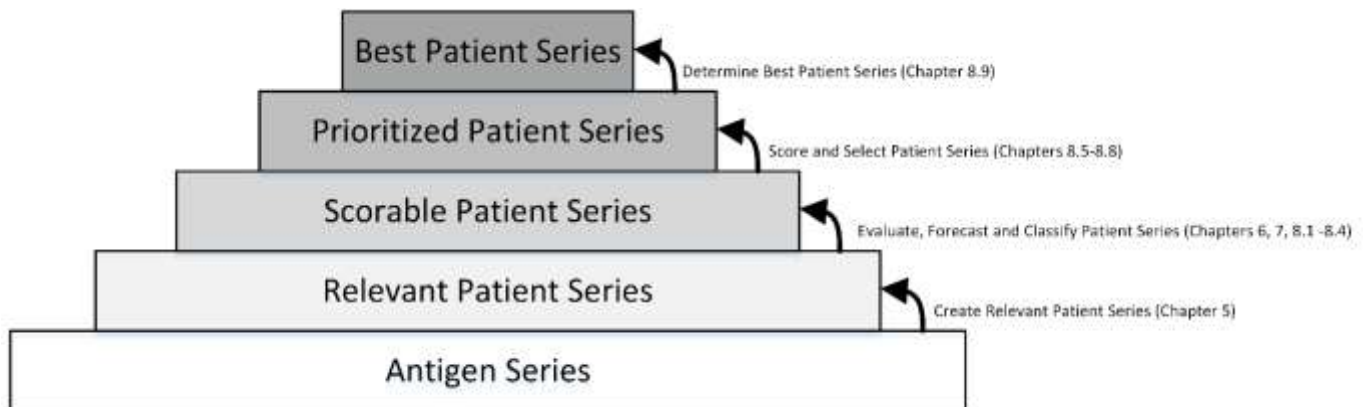 Best Patient Series
Determine Best Patient Series (Chapter 8.9)
Prioritized Patient Series
Score and Select Patient Series (Chapters 8.5-8.8)
Scorable Patient Series
Evaluate, Forecast and Classify Patient Series (Chapters 6, 7, 8.1 -8.4)
Relevant Patient Series
Create Relevant Patient Series (Chapter 5)
Antigen Series